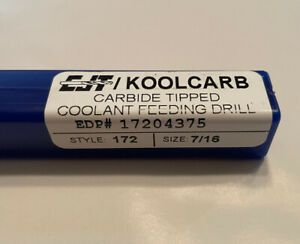 CJT/KOOLCARB
CARBIDE TIPPED
COOLANT FEEDING DRILL
EDP# 17204375
STYLE: 172 SIZE: 7/16